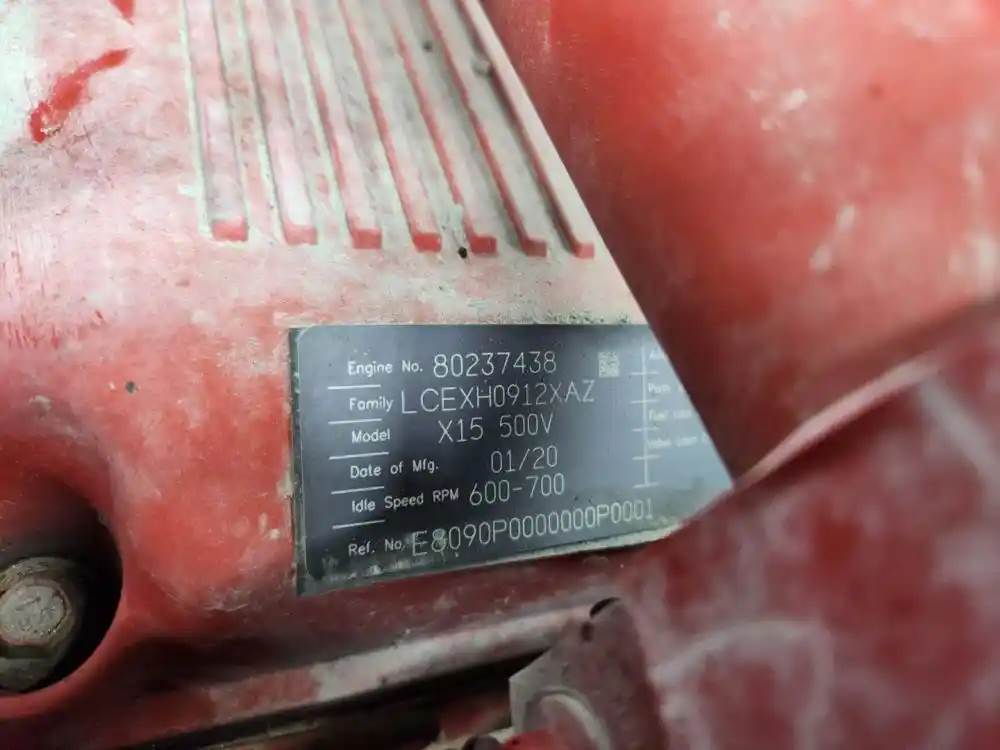 Engine No. 80237438
Family LCEXH0912XAZ
Model X15 500V
Date of Mfg. 01/20
Idle Speed RPM 600-700
Ref. No. E8090P0000000P0001